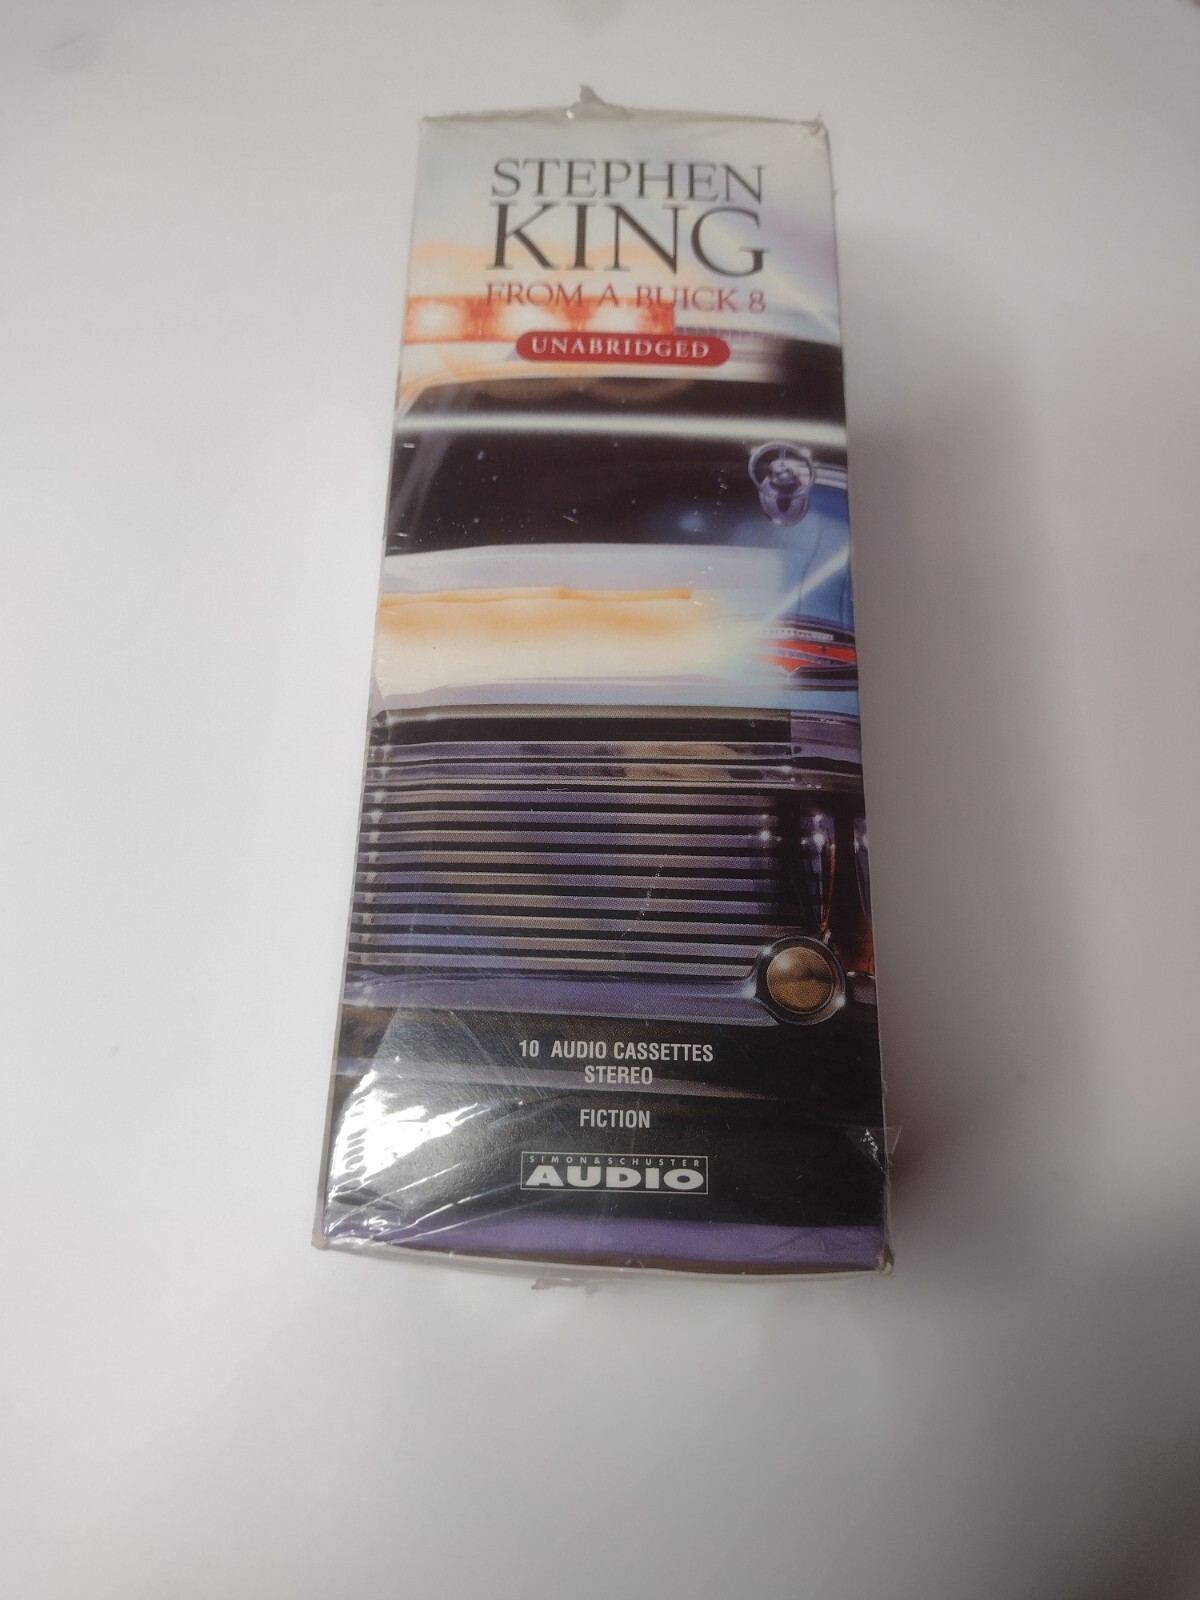 STEPHEN
KING
FROM A BUICK 8
UNABRIDGED
10 AUDIO CASSETTES
STEREO
FICTION
SIMON & SCHUSTER
AUDIO